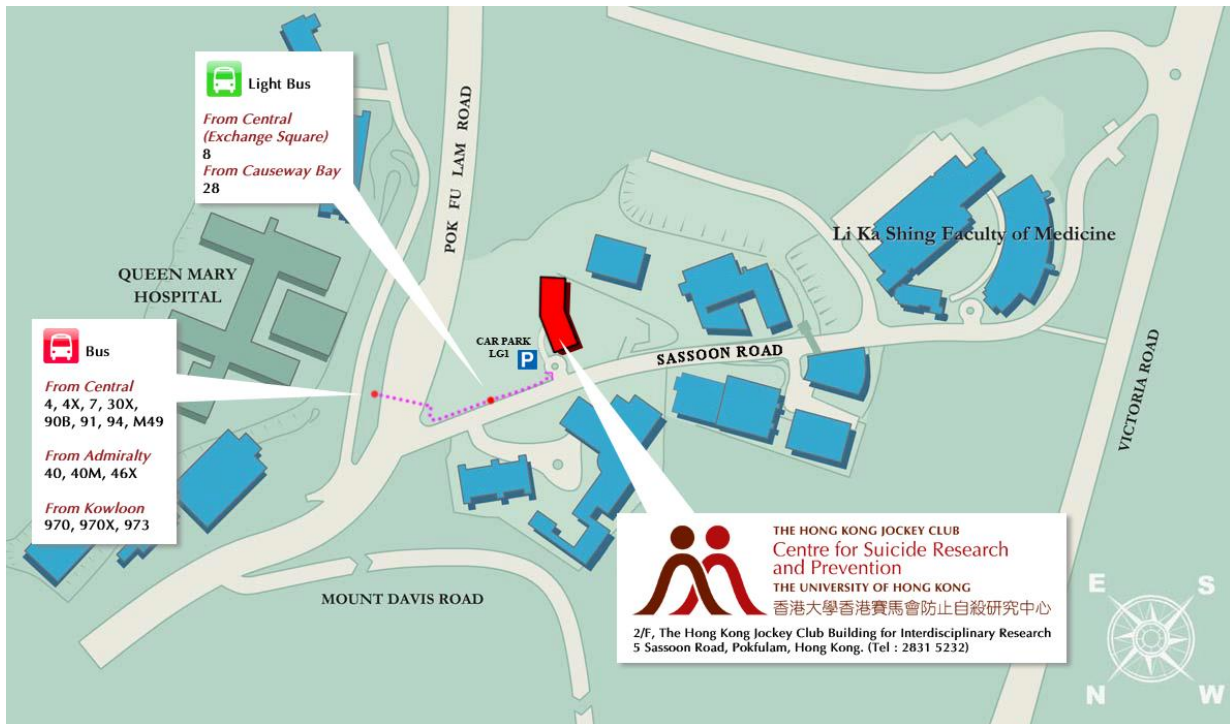 Light Bus
From Central
(Exchange Square)
8
From Causeway Bay
28
POK FU LAM ROAD
QUEEN MARY
HOSPITAL
Li Ka Shing Faculty of Medicine
Bus
From Central
4, 4X, 7, 30X,
90B, 91, 94, M49
From Admiralty
40, 40M, 46X
From Kowloon
970, 970X, 973
CAR PARK
LG1
P
SASSOON ROAD
VICTORIA ROAD
MOUNT DAVIS ROAD
THE HONG KONG JOCKEY CLUB
Centre for Suicide Research
and Prevention
THE UNIVERSITY OF HONG KONG
香港大學香港賽馬會防止自殺研究中心
2/F, The Hong Kong Jockey Club Building for Interdisciplinary Research
5 Sassoon Road, Pokfulam, Hong Kong. (Tel : 2831 5232)
E S
N W